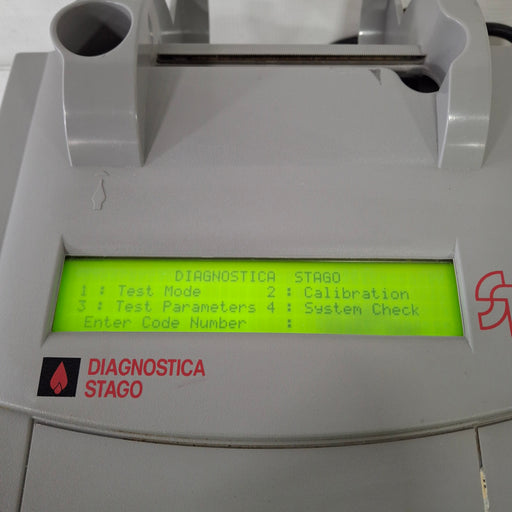 DIAGNOSTICA STAGO
1 : Test Mode 2 : Calibration
3 : Test Parameters 4 : System Check
Enter Code Number :
DIAGNOSTICA
STAGO